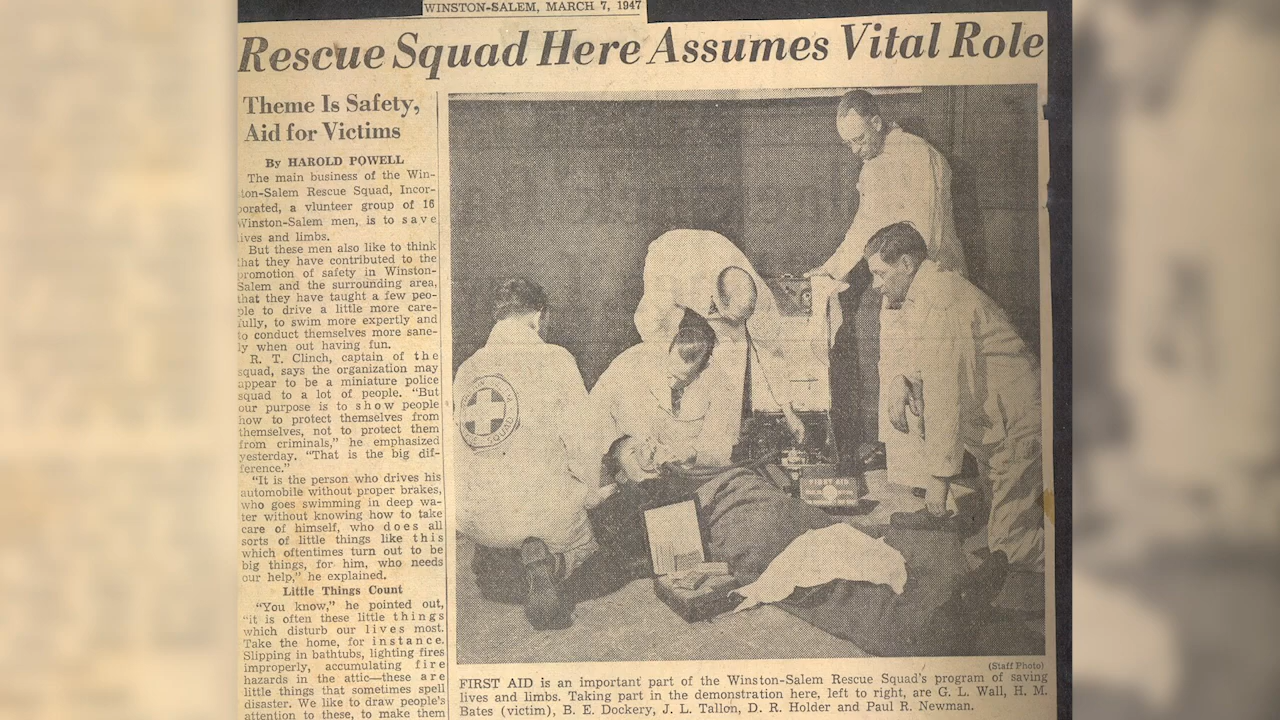 WINSTON-SALEM, MARCH 7, 1947
Rescue Squad Here Assumes Vital Role
Theme Is Safety,
Aid for Victims
By HAROLD POWELL
The main business of the Win-
ton-Salem Rescue Squad, Incor-
porated, a vlunteer group of 16
Winston-Salem men, is to save
lives and limbs.
But these men also like to think
that they have contributed to the
promotion of safety in Winston-
Salem and the surrounding area,
that they have taught a few peo-
ple to drive a little more care-
fully, to swim more expertly and
to conduct themselves more sane-
ly when out having fun.
R. T. Clinch, captain of the
squad, says the organization may
appear to be a miniature police
squad to a lot of people. "But
our purpose is to show people
how to protect themselves from
themselves, not to protect them
from criminals," he emphasized
yesterday. "That is the big dif-
ference."
"It is the person who drives his
automobile without proper brakes,
who goes swimming in deep wa-
ter without knowing how to take
care of himself, who does all
sorts of little things like this
which oftentimes turn out to be
big things, for him, who needs
our help," he explained.
Little Things Count
"You know," he pointed out,
"it is often these little things
which disturb our lives most.
Take the home, for instance.
Slipping in bathtubs, lighting fires
improperly, accumulating fire
hazards in the attic—these are
little things that sometimes spell
disaster. We like to draw people's
attention to these, to make them
FIRST AID
SQUAD
(Staff Photo)
FIRST AID is an important part of the Winston-Salem Rescue Squad's program of saving
lives and limbs. Taking part in the demonstration here, left to right, are G. L. Wall, H. M.
Bates (victim), B. E. Dockery, J. L. Tallon, D. R. Holder and Paul R. Newman.